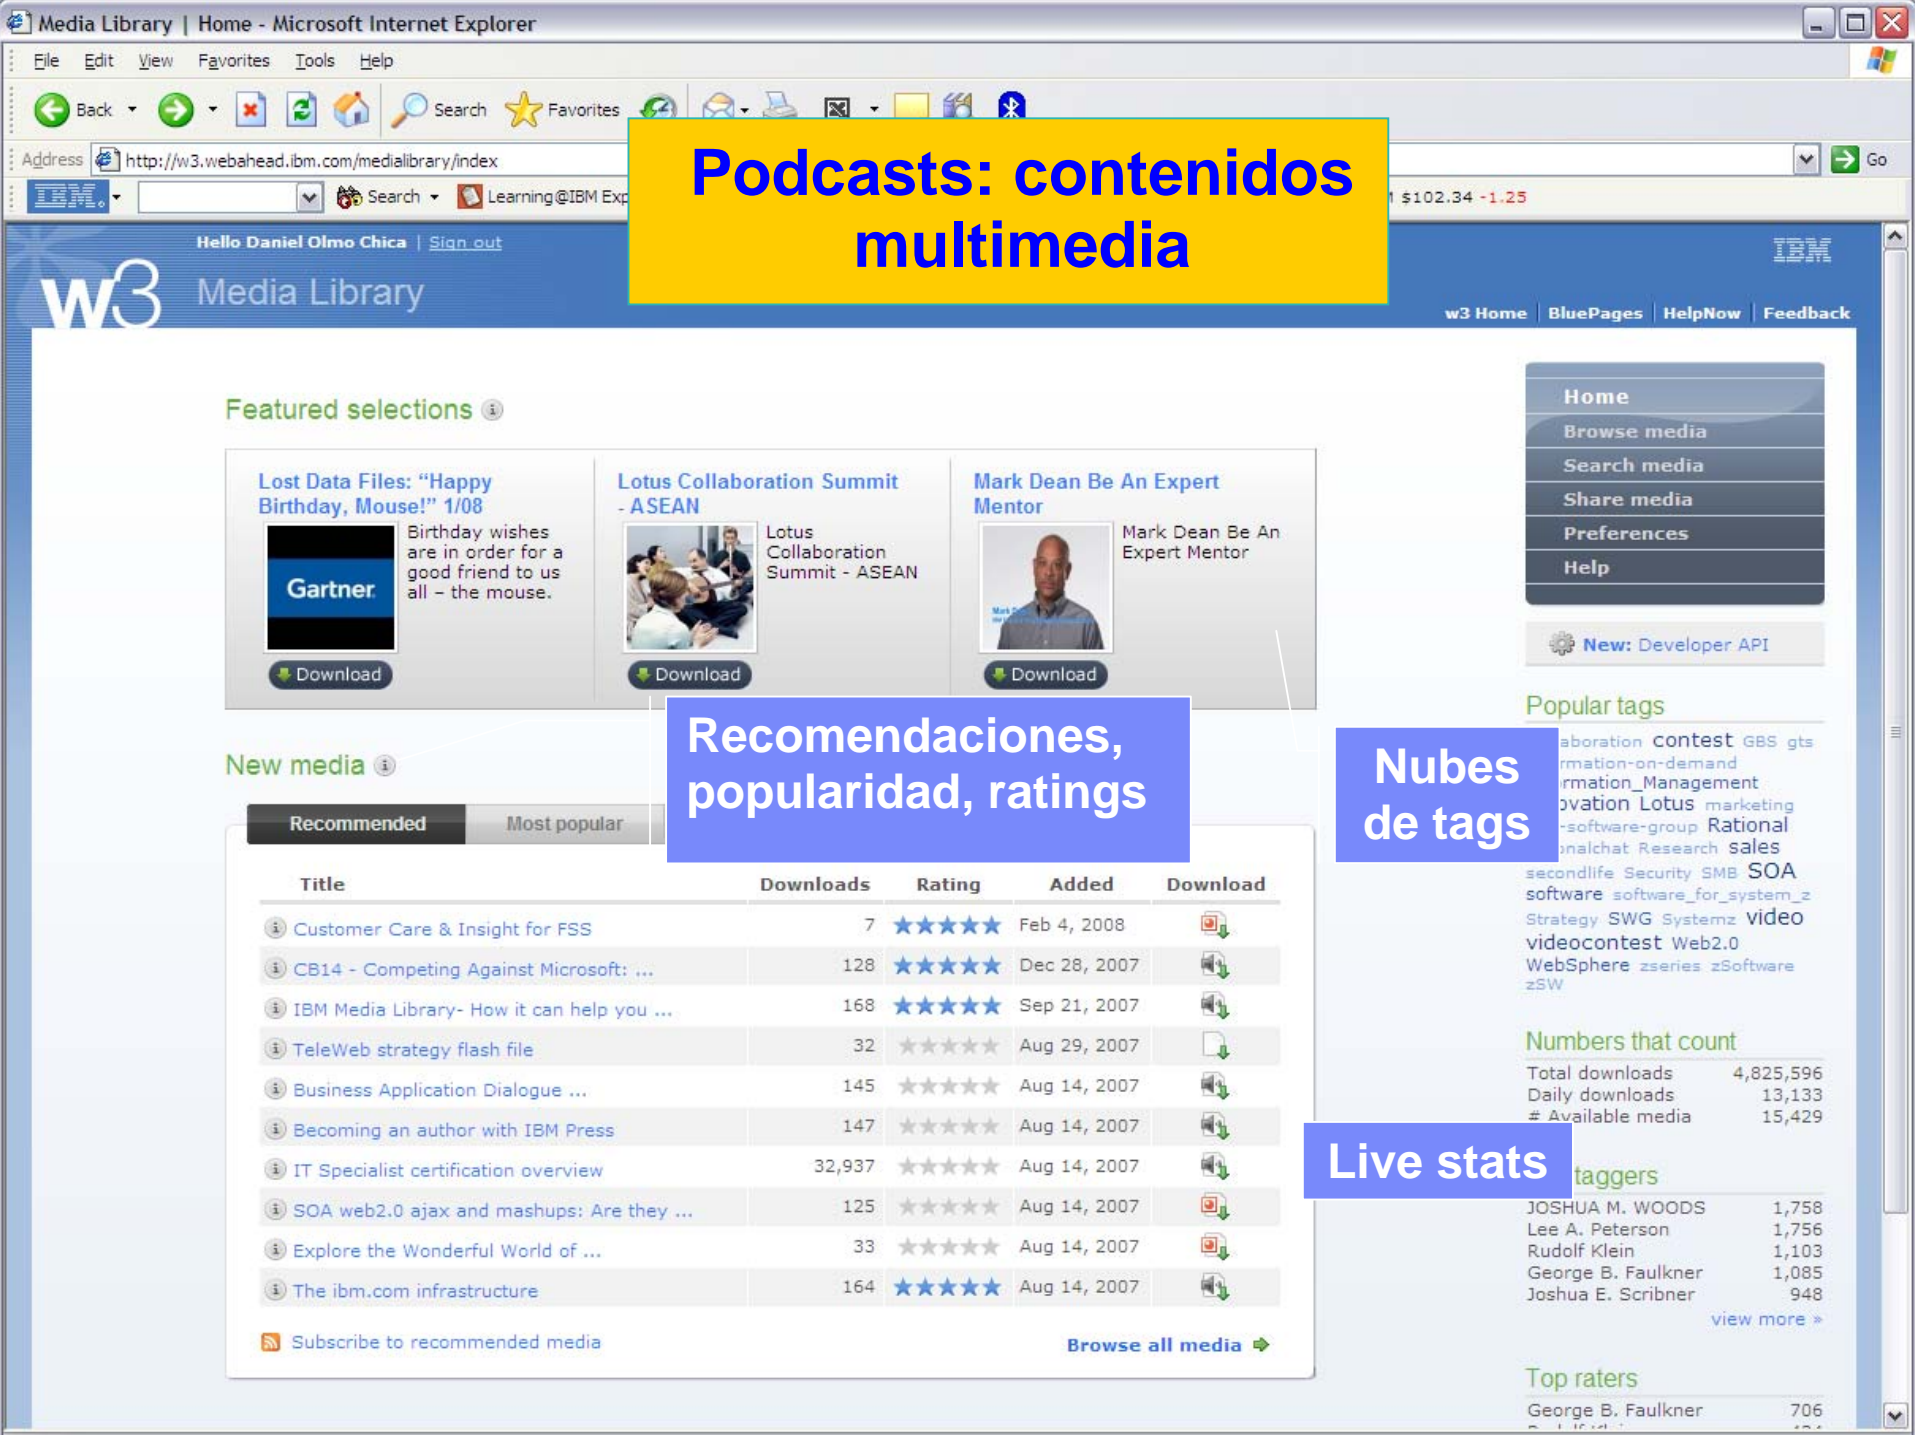 Media Library | Home - Microsoft Internet Explorer
File Edit View Favorites Tools Help
Back Search Favorites
Address http://w3.webahead.ibm.com/medialibrary/index Go
IBM Search Learning@IBM $102.34 -1.25
Podcasts: contenidos
multimedia
Hello Daniel Olmo Chica | Sign out
IBM
w3 Media Library
w3 Home BluePages HelpNow Feedback
Featured selections
Lost Data Files: “Happy
Birthday, Mouse!” 1/08
Gartner
Birthday wishes
are in order for a
good friend to us
all – the mouse.
Download
Lotus Collaboration Summit
- ASEAN
Lotus
Collaboration
Summit - ASEAN
Download
Mark Dean Be An Expert
Mentor
Mark Dean Be An
Expert Mentor
Download
Recomendaciones,
popularidad, ratings
New media
Recommended Most popular
Title Downloads Rating Added Download
Customer Care & Insight for FSS 7 Feb 4, 2008
CB14 - Competing Against Microsoft: ... 128 Dec 28, 2007
IBM Media Library- How it can help you ... 168 Sep 21, 2007
TeleWeb strategy flash file 32 Aug 29, 2007
Business Application Dialogue ... 145 Aug 14, 2007
Becoming an author with IBM Press 147 Aug 14, 2007
IT Specialist certification overview 32,937 Aug 14, 2007
SOA web2.0 ajax and mashups: Are they ... 125 Aug 14, 2007
Explore the Wonderful World of ... 33 Aug 14, 2007
The ibm.com infrastructure 164 Aug 14, 2007
Subscribe to recommended media Browse all media
Home
Browse media
Search media
Share media
Preferences
Help
New: Developer API
Nubes
de tags
Popular tags
contest GBS gts
Lotus marketing
Rational
Research sales
secondlife Security SMB SOA
software software_for_system_z
Strategy SWG Systemz video
videocontest Web2.0
WebSphere zseries zSoftware
zSW
Numbers that count
Total downloads 4,825,596
Daily downloads 13,133
# Available media 15,429
Live stats
taggers
JOSHUA M. WOODS 1,758
Lee A. Peterson 1,756
Rudolf Klein 1,103
George B. Faulkner 1,085
Joshua E. Scribner 948
view more »
Top raters
George B. Faulkner 706